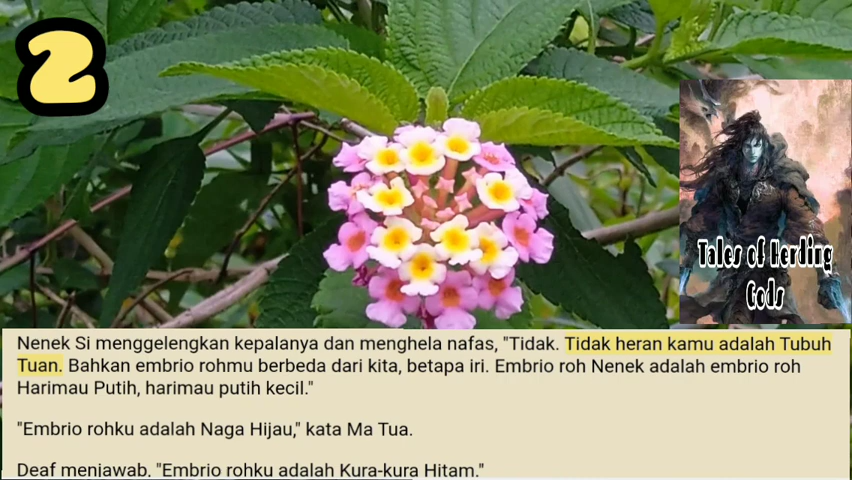 2
Tales of Herding
Gods
Nenek Si menggelengkan kepalanya dan menghela nafas, "Tidak. Tidak heran kamu adalah Tubuh
Tuan. Bahkan embrio rohmu berbeda dari kita, betapa iri. Embrio roh Nenek adalah embrio roh
Harimau Putih, harimau putih kecil."
"Embrio rohku adalah Naga Hijau," kata Ma Tua.
Deaf menjawab, "Embrio rohku adalah Kura-kura Hitam."